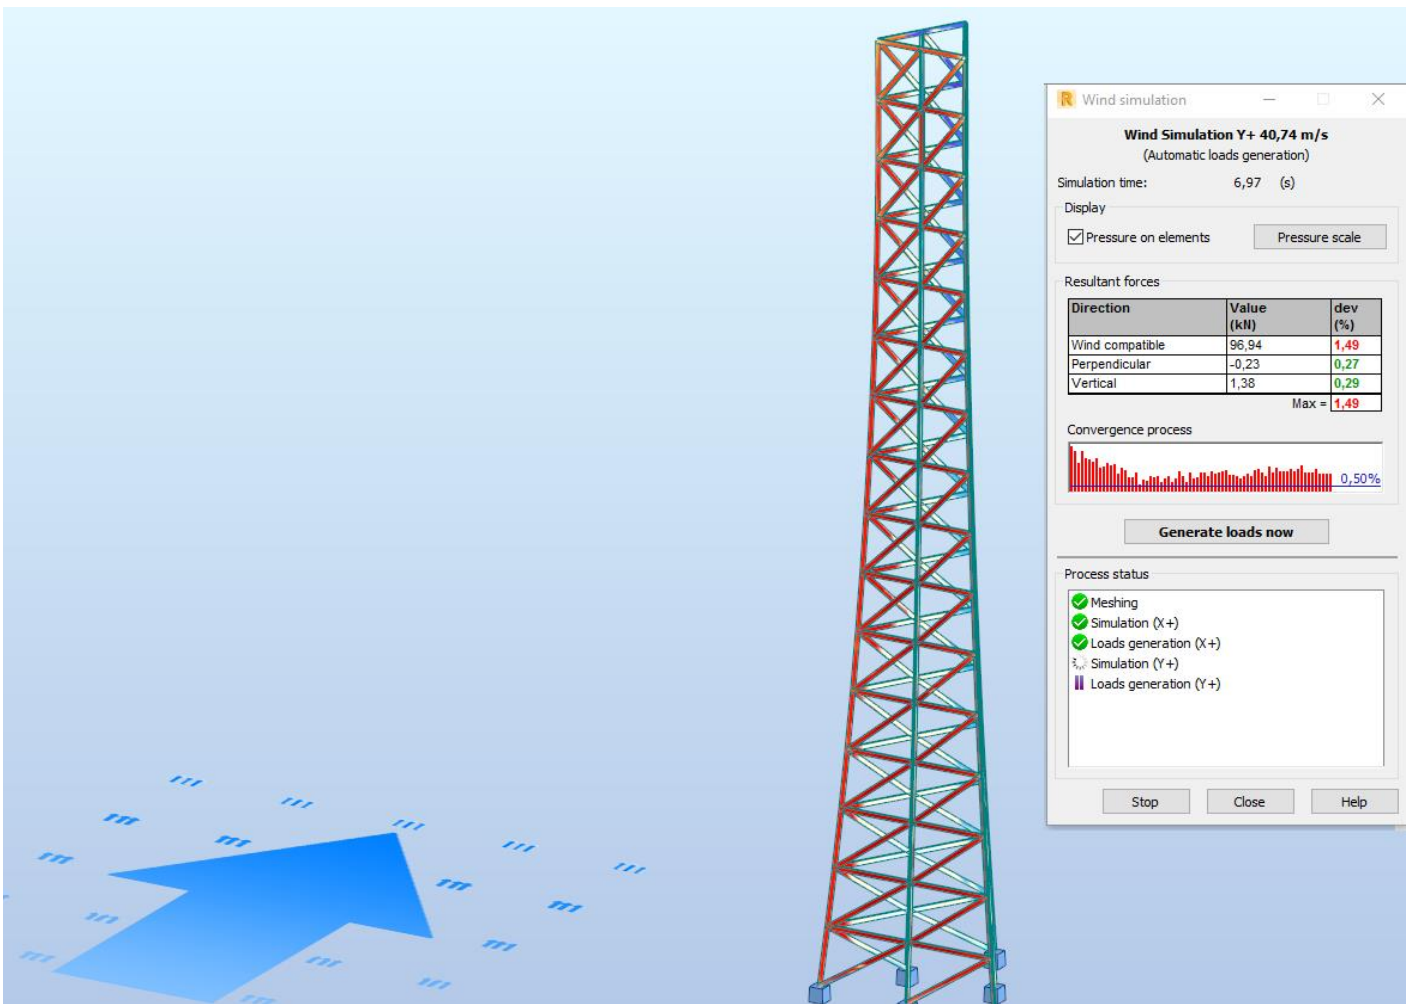 Wind simulation
Wind Simulation Y+ 40,74 m/s
(Automatic loads generation)
Simulation time: 6,97 (s)
Display
Pressure on elements Pressure scale
Resultant forces
Direction Value (kN) dev (%)
Wind compatible 96,94 1,49
Perpendicular -0,23 0,27
Vertical 1,38 0,29
Max = 1,49
Convergence process
0,50%
Generate loads now
Process status
Meshing
Simulation (X+)
Loads generation (X+)
Simulation (Y+)
Loads generation (Y+)
Stop Close Help